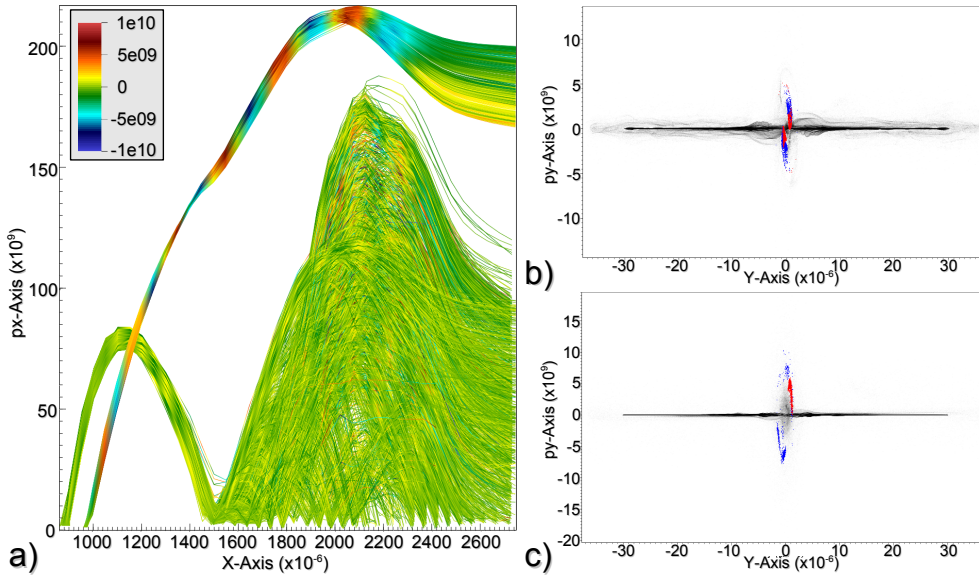 1e10
5e09
0
-5e09
-1e10
px-Axis (x10⁹)
200
150
100
50
0
1000 1200 1400 1600 1800 2000 2200 2400 2600
X-Axis (x10⁻⁶)
a)
py-Axis (x10⁹)
10
5
0
-5
-10
-30 -20 -10 0 10 20 30
Y-Axis (x10⁻⁶)
b)
py-Axis (x10⁹)
15
10
5
0
-5
-10
-15
-20
-30 -20 -10 0 10 20 30
Y-Axis (x10⁻⁶)
c)